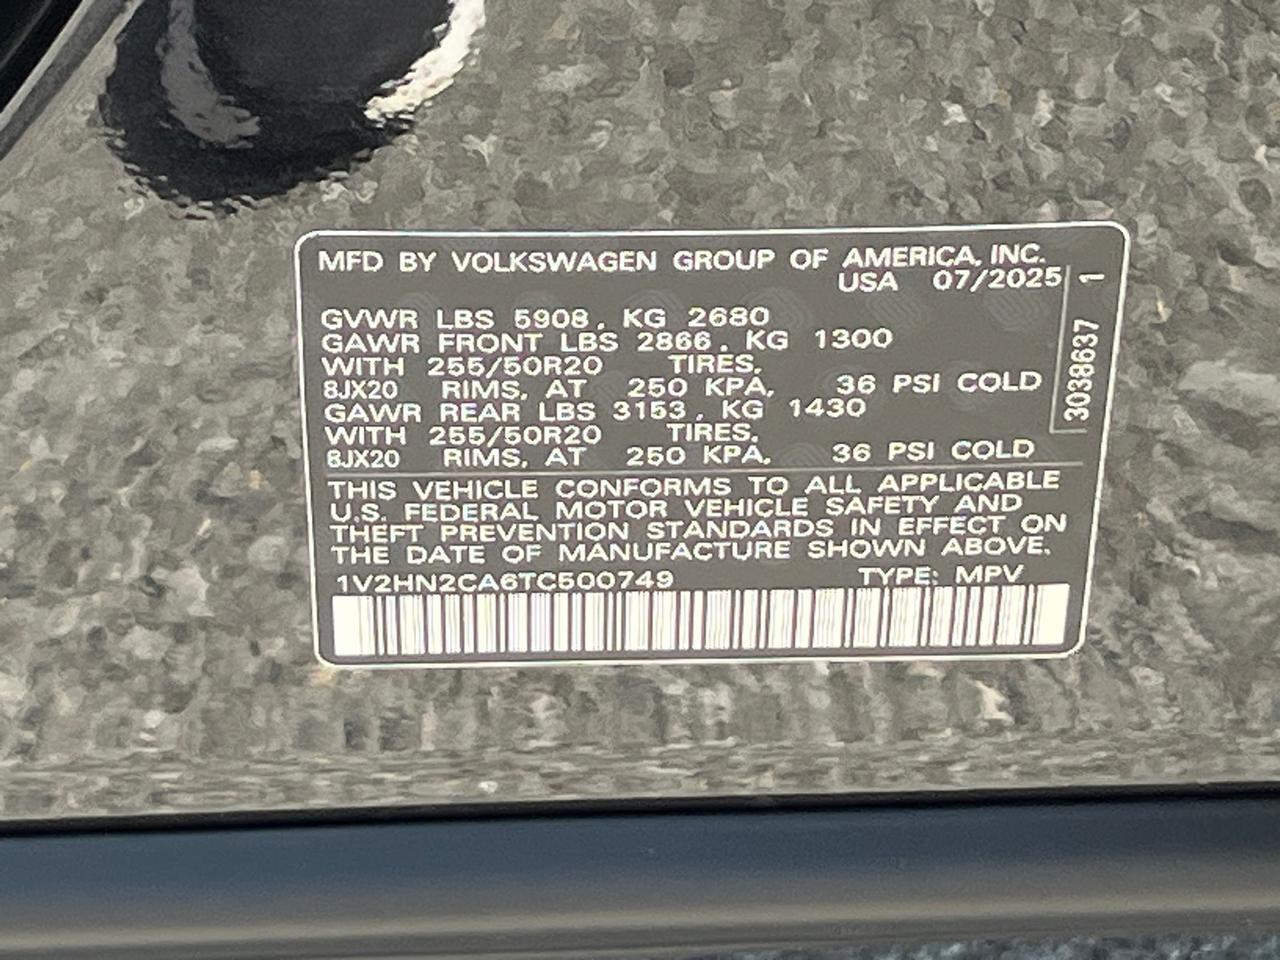 MFD BY VOLKSWAGEN GROUP OF AMERICA, INC.
USA 07/2025
GVWR LBS 5908, KG 2680
GAWR FRONT LBS 2866, KG 1300
WITH 255/50R20 TIRES,
8JX20 RIMS, AT 250 KPA, 36 PSI COLD
GAWR REAR LBS 3153, KG 1430
WITH 255/50R20 TIRES,
8JX20 RIMS, AT 250 KPA, 36 PSI COLD
3038637 1
THIS VEHICLE CONFORMS TO ALL APPLICABLE
U.S. FEDERAL MOTOR VEHICLE SAFETY AND
THEFT PREVENTION STANDARDS IN EFFECT ON
THE DATE OF MANUFACTURE SHOWN ABOVE.
1V2HN2CA6TC500749 TYPE: MPV